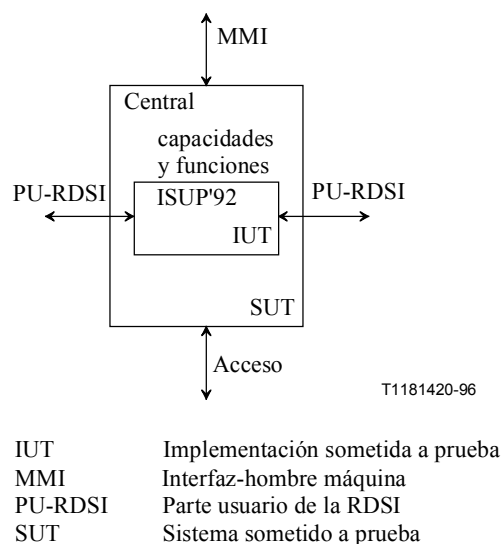 MMI
Central
capacidades
y funciones
PU-RDSI
ISUP'92
PU-RDSI
IUT
SUT
Acceso
T1181420-96
IUT Implementación sometida a prueba
MMI Interfaz-hombre máquina
PU-RDSI Parte usuario de la RDSI
SUT Sistema sometido a prueba